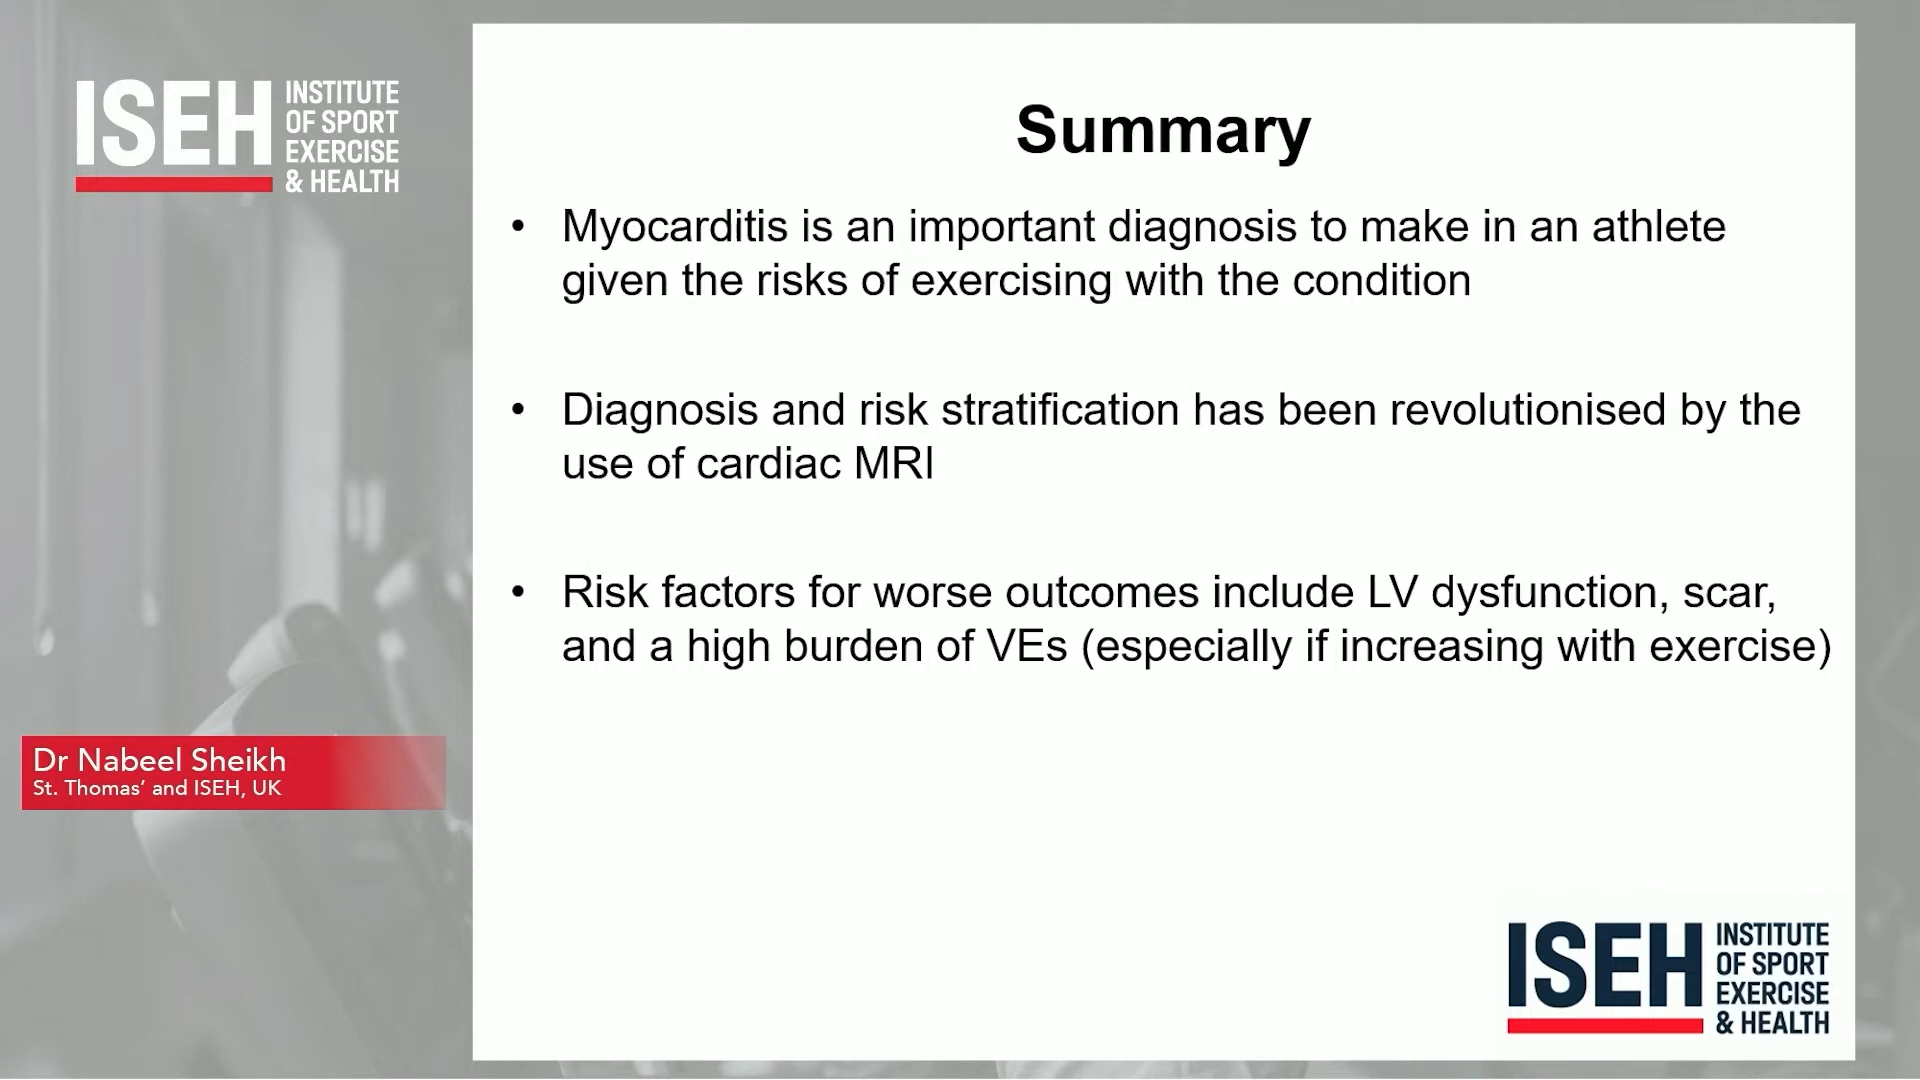 ISEH
INSTITUTE
OF SPORT
EXERCISE
& HEALTH
Summary
• Myocarditis is an important diagnosis to make in an athlete
given the risks of exercising with the condition
• Diagnosis and risk stratification has been revolutionised by the
use of cardiac MRI
• Risk factors for worse outcomes include LV dysfunction, scar,
and a high burden of VEs (especially if increasing with exercise)
Dr Nabeel Sheikh
St. Thomas’ and ISEH, UK
ISEH
INSTITUTE
OF SPORT
EXERCISE
& HEALTH